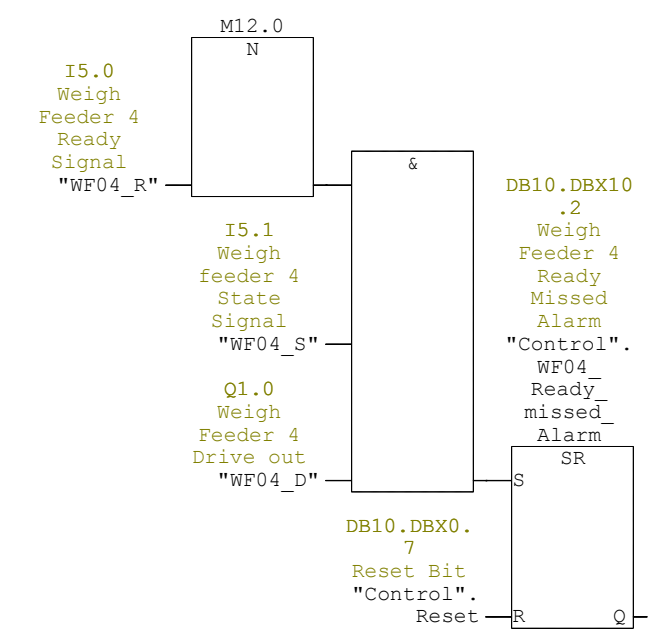 M12.0
N
I5.0
Weigh
Feeder 4
Ready
Signal
"WF04_R"
&
I5.1
Weigh
feeder 4
State
Signal
"WF04_S"
Q1.0
Weigh
Feeder 4
Drive out
"WF04_D"
DB10.DBX10
.2
Weigh
Feeder 4
Ready
Missed
Alarm
"Control".
WF04_
Ready_
missed_
Alarm
SR
S
DB10.DBX0.
7
Reset Bit
"Control".
Reset
R
Q